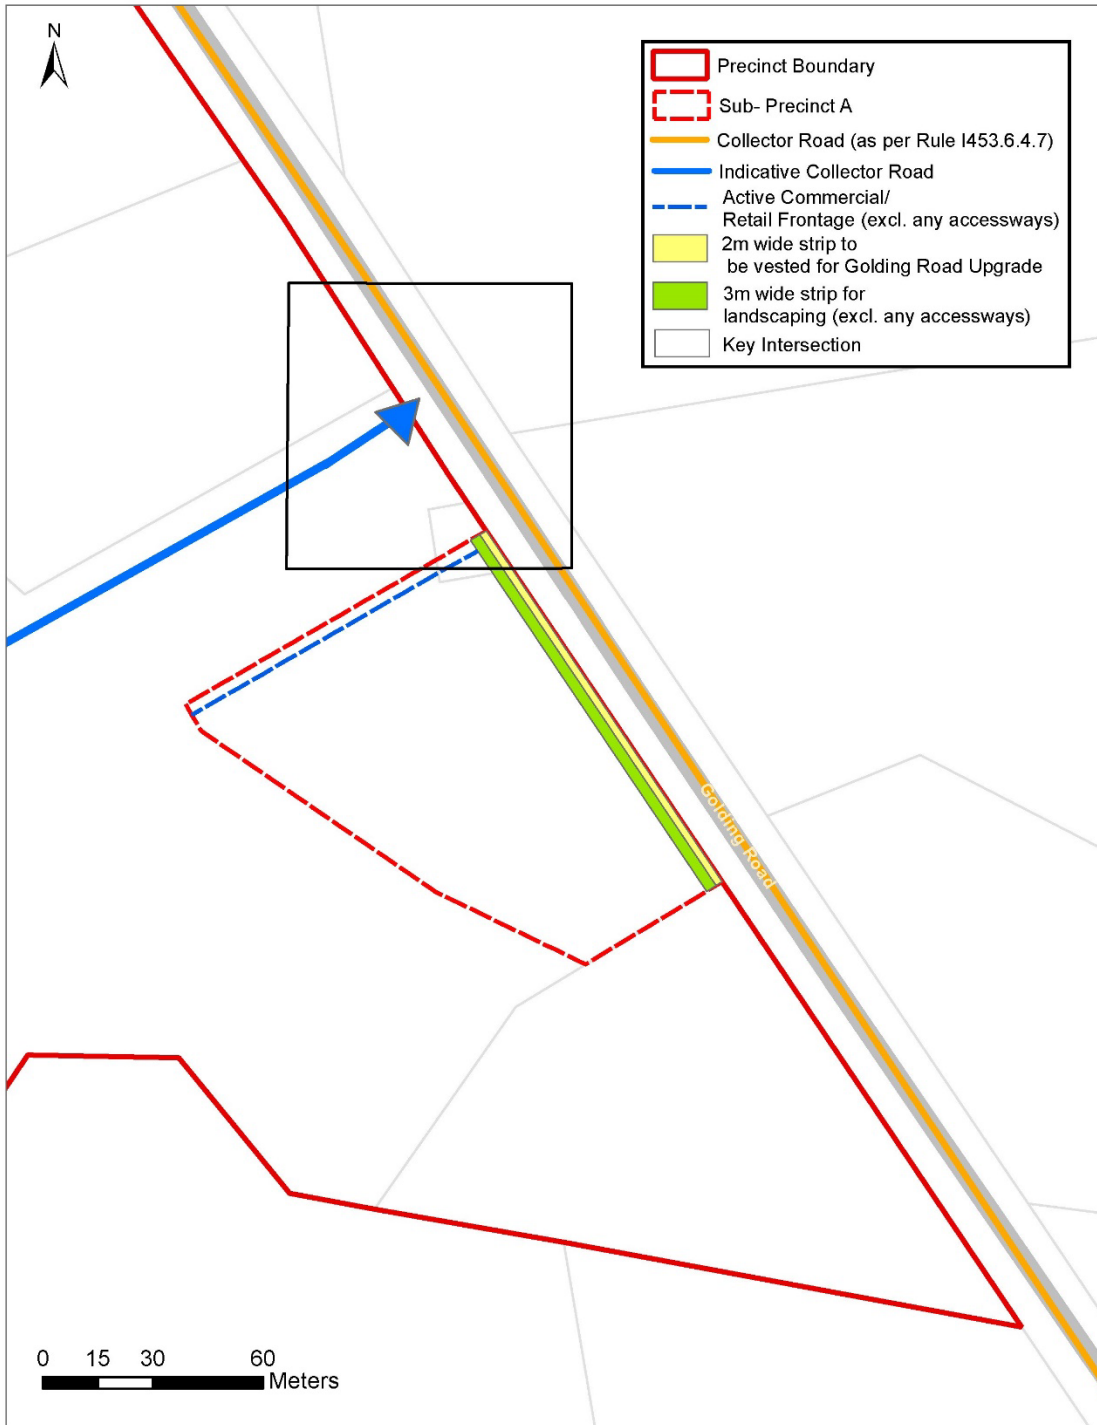 N
Precinct Boundary
Sub- Precinct A
Collector Road (as per Rule I453.6.4.7)
Indicative Collector Road
Active Commercial/
Retail Frontage (excl. any accessways)
2m wide strip to
be vested for Golding Road Upgrade
3m wide strip for
landscaping (excl. any accessways)
Key Intersection
Golding Road
0 15 30 60
Meters